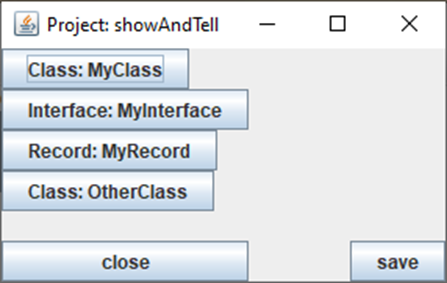 Project: showAndTell
Class: MyClass
Interface: MyInterface
Record: MyRecord
Class: OtherClass
close save